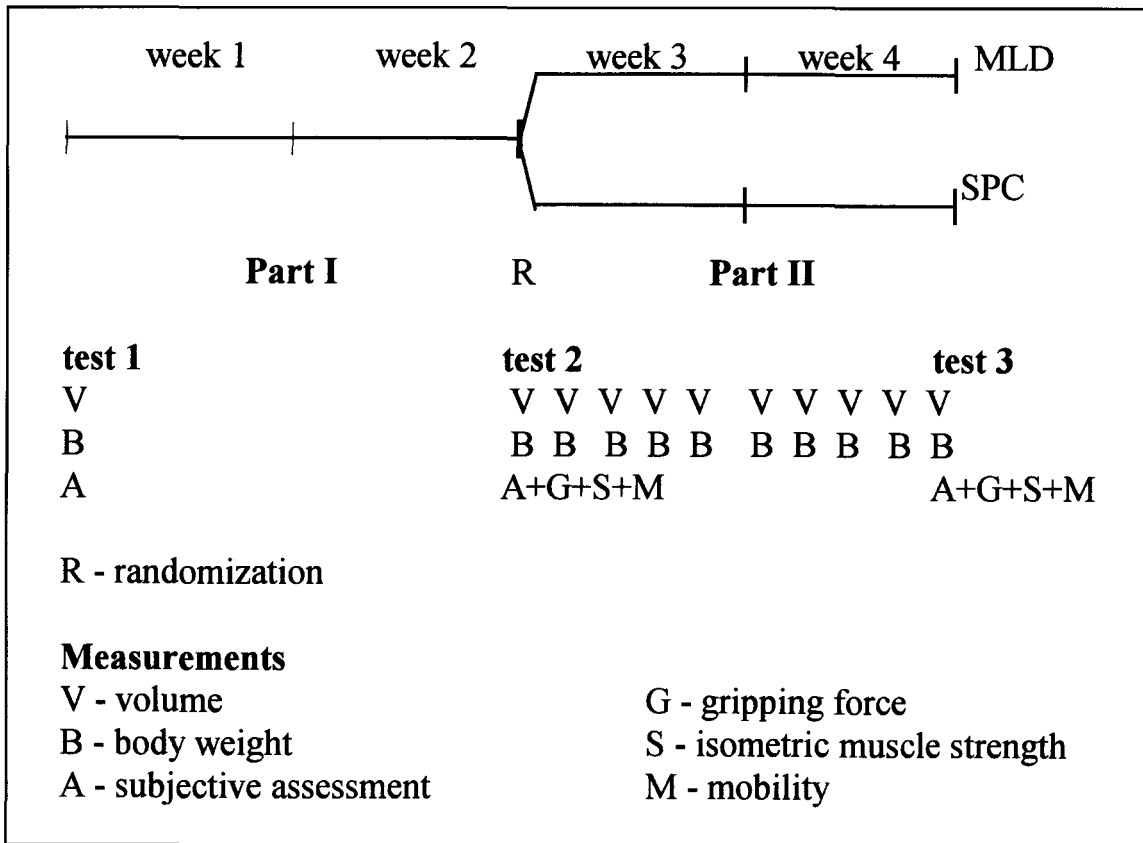 week 1 week 2 week 3 week 4 MLD
SPC
Part I R Part II
test 1 test 2 test 3
V V V V V V V V V V V
B B B B B B B B B B B
A A+G+S+M A+G+S+M
R - randomization
Measurements
V - volume G - gripping force
B - body weight S - isometric muscle strength
A - subjective assessment M - mobility